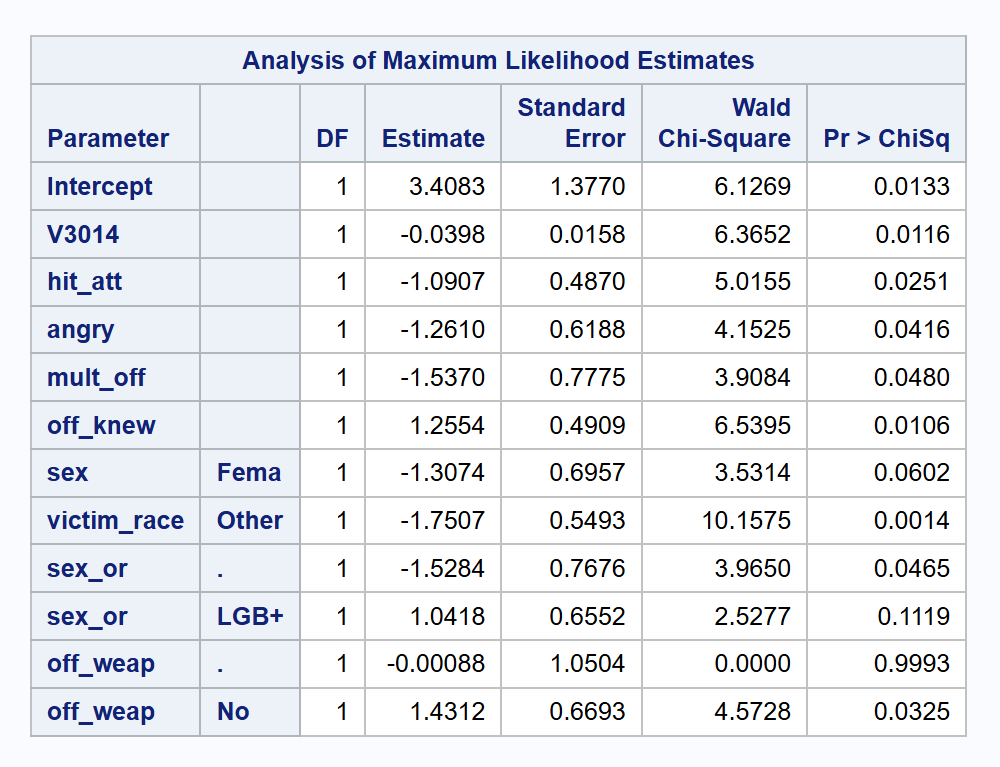 Analysis of Maximum Likelihood Estimates
Parameter DF Estimate Standard Error Wald Chi-Square Pr > ChiSq
Intercept 1 3.4083 1.3770 6.1269 0.0133
V3014 1 -0.0398 0.0158 6.3652 0.0116
hit_att 1 -1.0907 0.4870 5.0155 0.0251
angry 1 -1.2610 0.6188 4.1525 0.0416
mult_off 1 -1.5370 0.7775 3.9084 0.0480
off_knew 1 1.2554 0.4909 6.5395 0.0106
sex Fema 1 -1.3074 0.6957 3.5314 0.0602
victim_race Other 1 -1.7507 0.5493 10.1575 0.0014
sex_or . 1 -1.5284 0.7676 3.9650 0.0465
sex_or LGB+ 1 1.0418 0.6552 2.5277 0.1119
off_weap . 1 -0.00088 1.0504 0.0000 0.9993
off_weap No 1 1.4312 0.6693 4.5728 0.0325